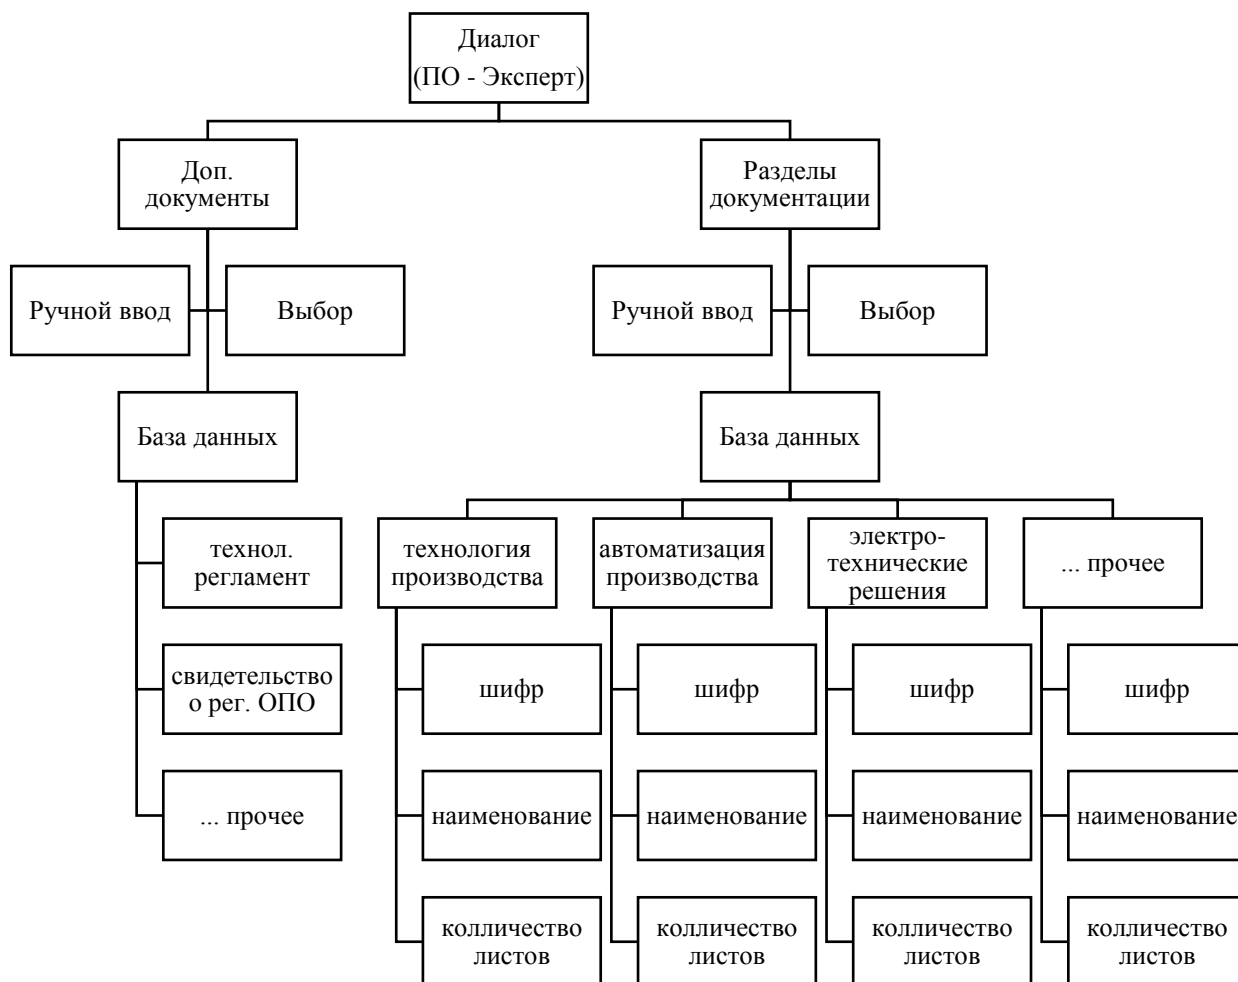 Диалог
(ПО - Эксперт)
Доп.
документы
Разделы
документации
Ручной ввод
Выбор
Ручной ввод
Выбор
База данных
База данных
технол.
регламент
технология
производства
автоматизация
производства
электро-
технические
решения
... прочее
свидетельство
о рег. ОПО
шифр
шифр
шифр
шифр
... прочее
наименование
наименование
наименование
наименование
колличество
листов
колличество
листов
колличество
листов
колличество
листов